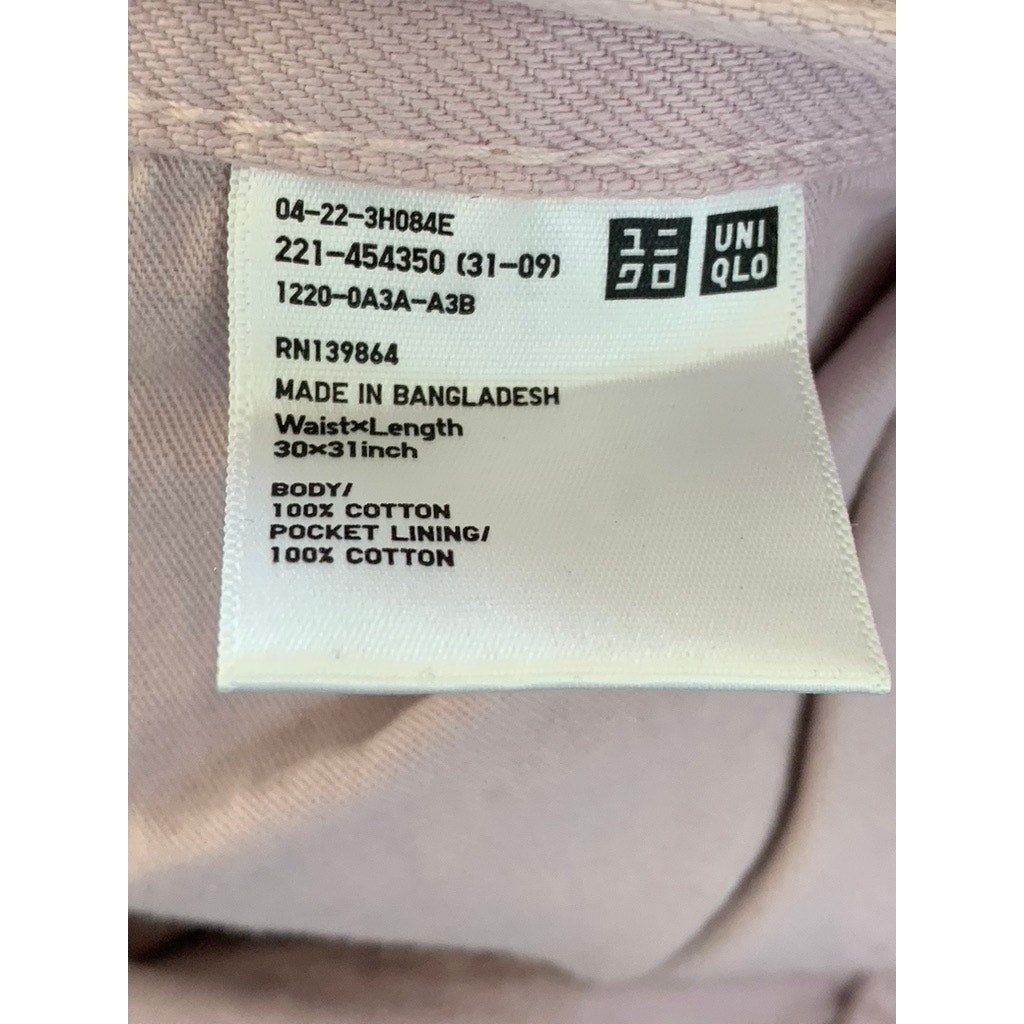 04-22-3H084E
221-454350 (31-09)
1220-0A3A-A3B
ユニ
クロ
UNI
QLO
RN139864
MADE IN BANGLADESH
Waist×Length
30×31inch
BODY/
100% COTTON
POCKET LINING/
100% COTTON